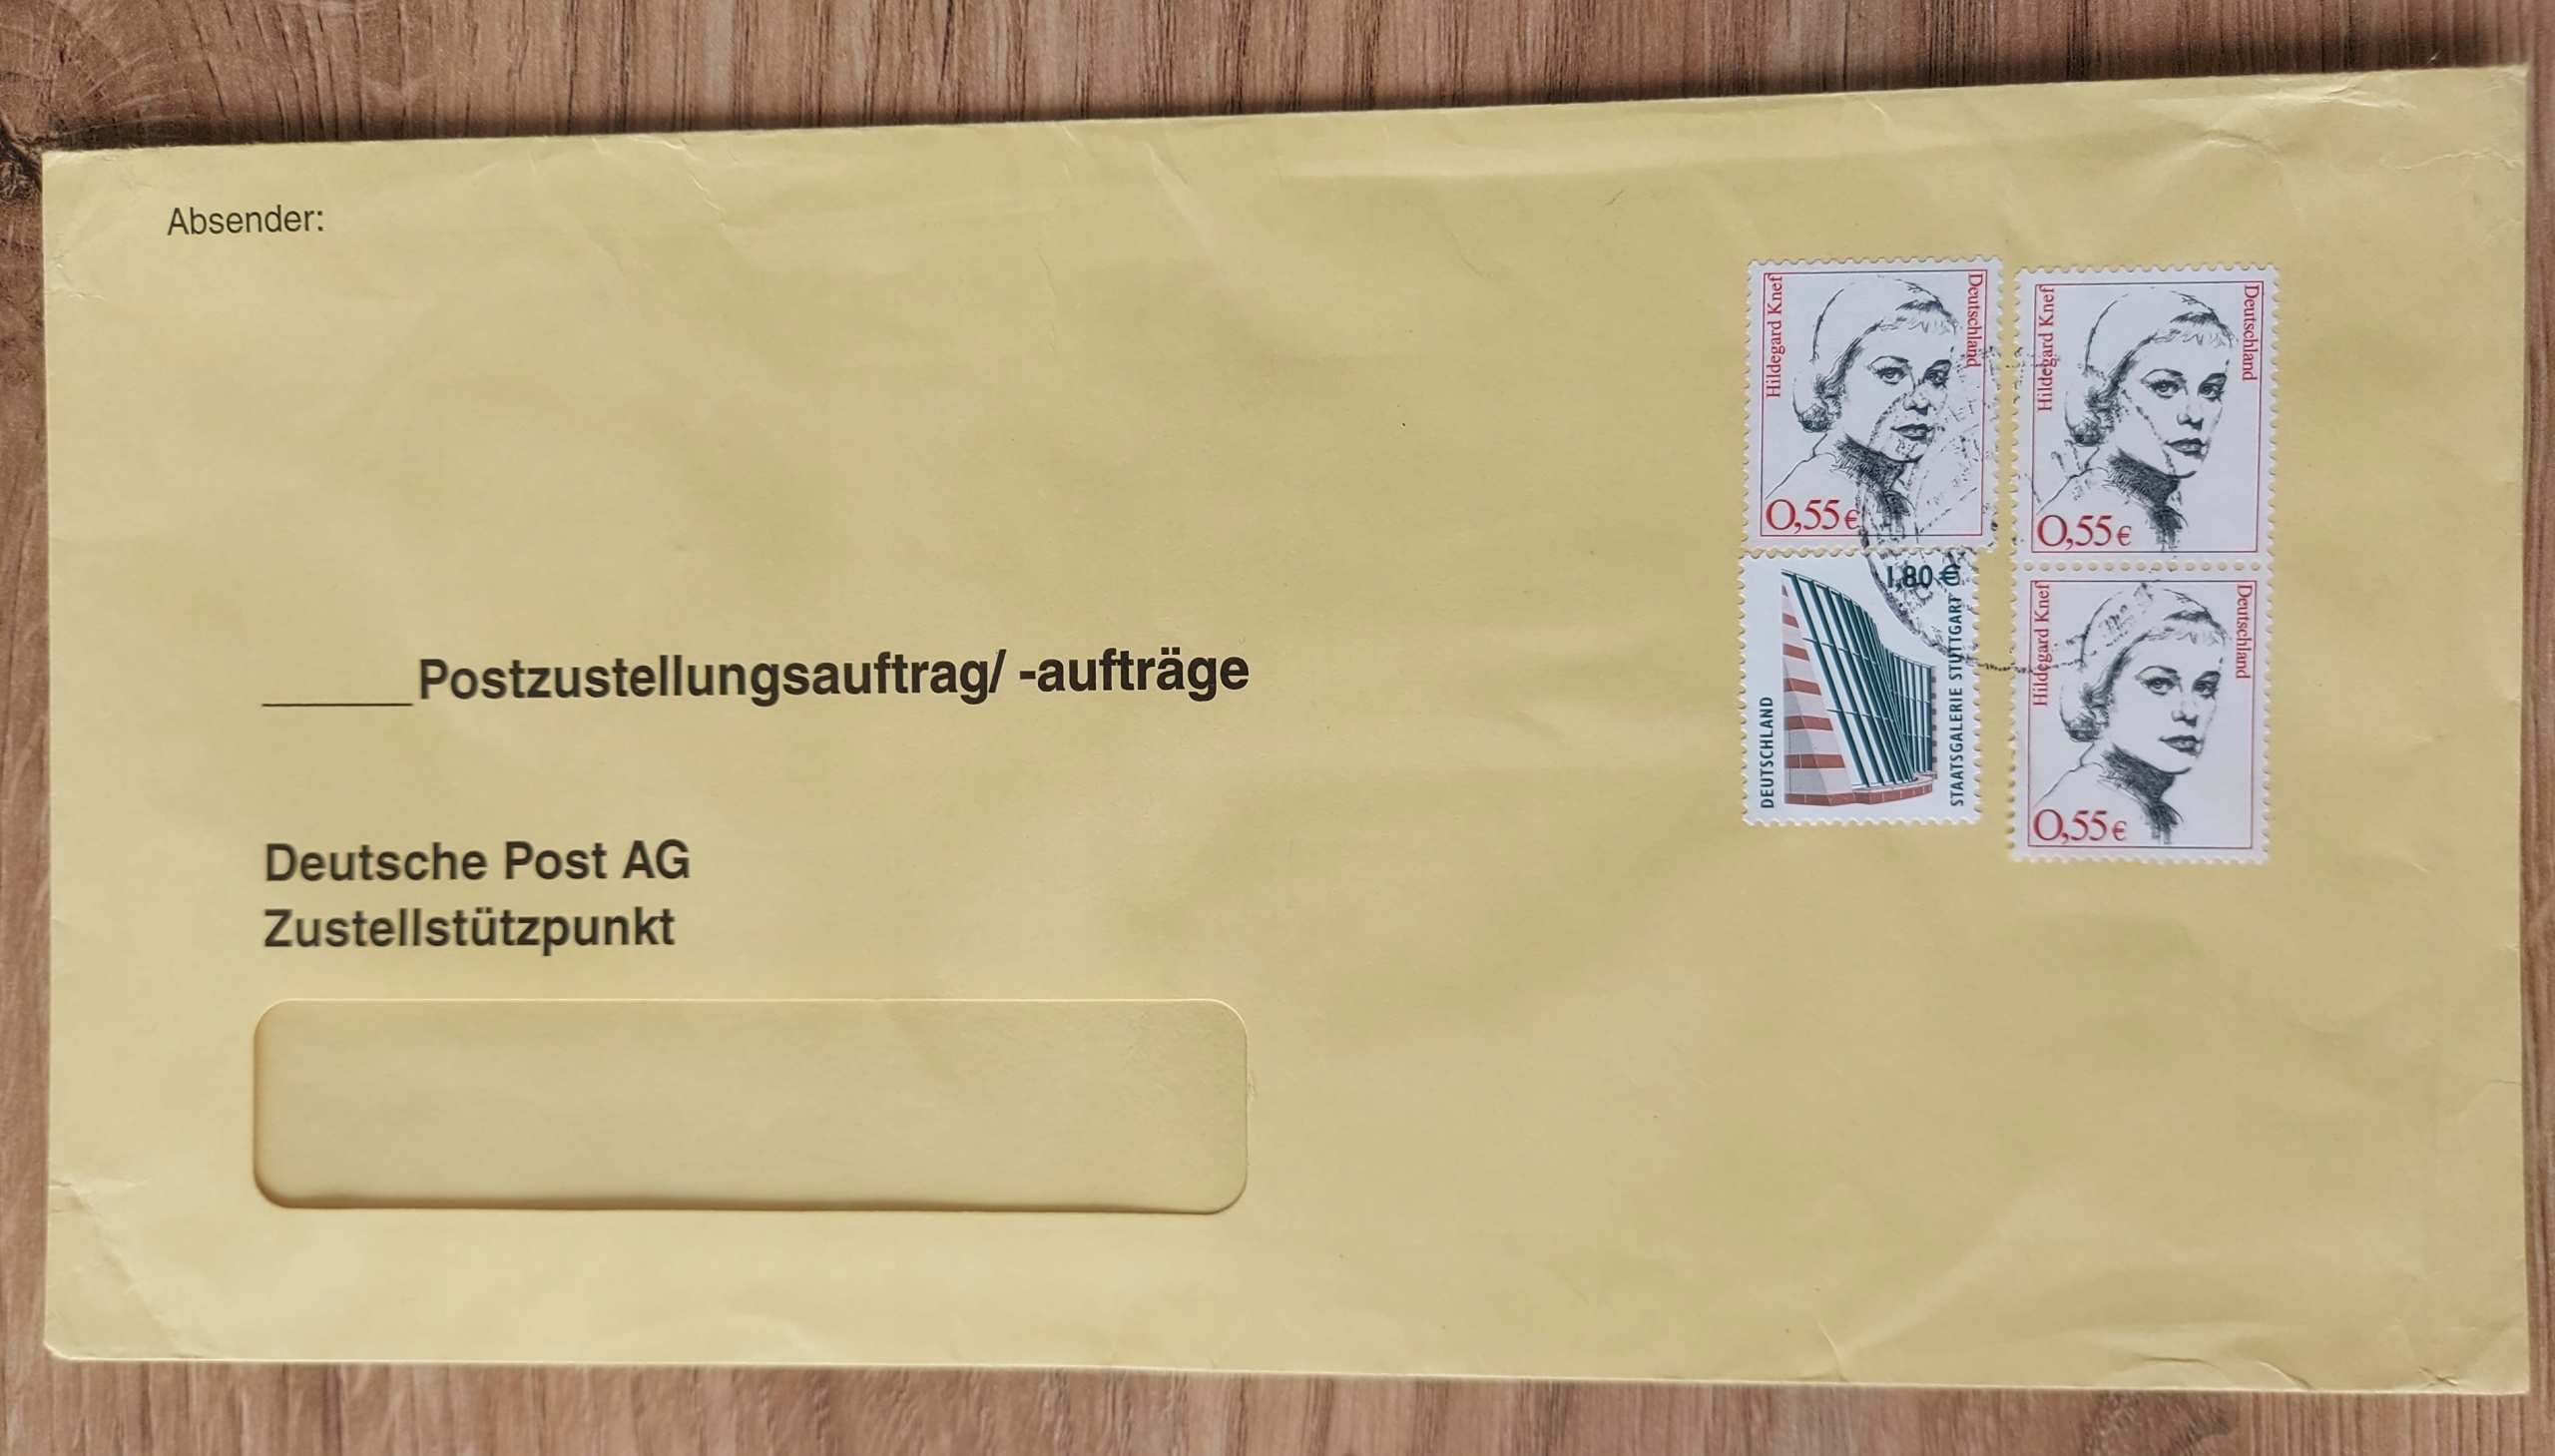 Absender:
_____Postzustellungsauftrag/ -aufträge
Deutsche Post AG
Zustellstützpunkt
Hildegard Knef
Deutschland
0,55 €
Hildegard Knef
Deutschland
0,55 €
DEUTSCHLAND
1,80 €
STAATSGALERIE STUTTGART
Hildegard Knef
Deutschland
0,55 €